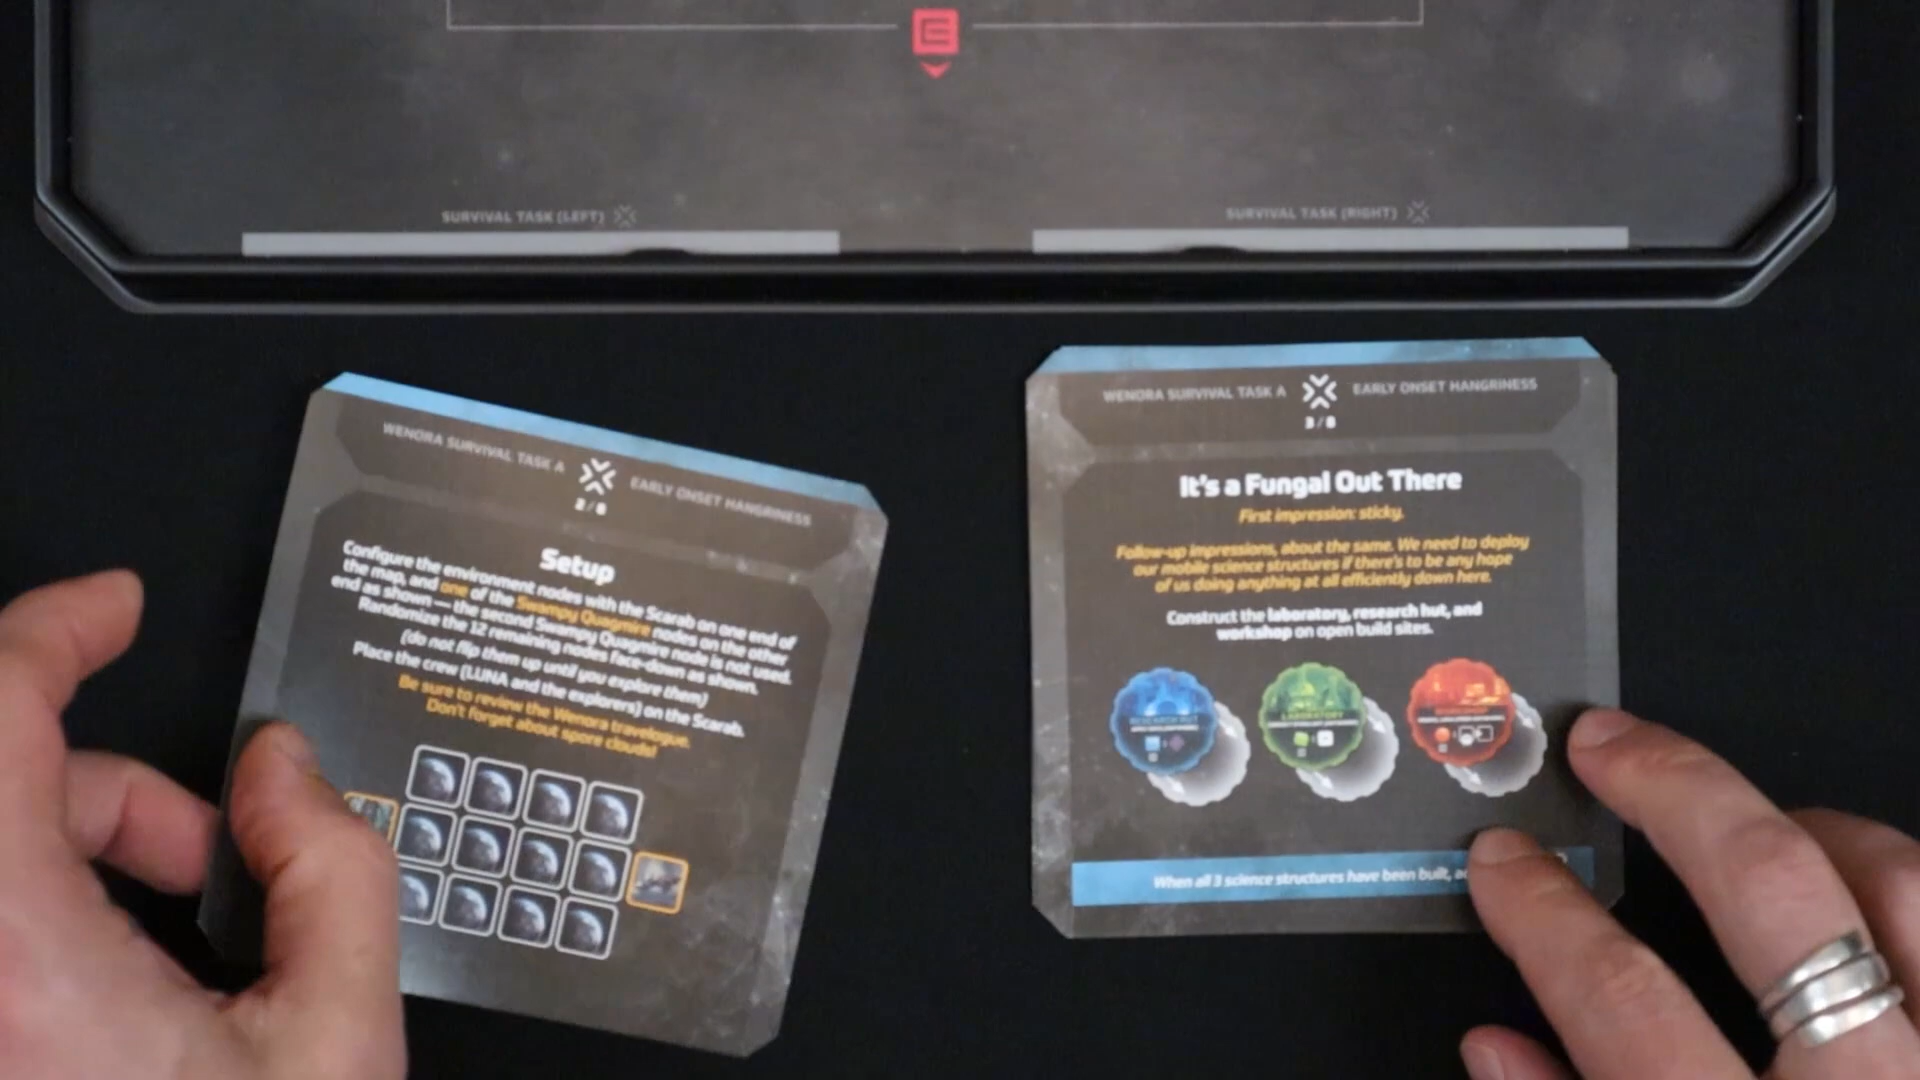 SURVIVAL TASK (LEFT)
SURVIVAL TASK (RIGHT)
WENORA SURVIVAL TASK A
EARLY ONSET HANGRINESS
2/8
Setup
Configure the environment nodes with the Scarab on one end of
the map, and one of the Swampy Quagmire nodes on the other
end as shown — the second Swampy Quagmire node is not used.
Randomize the 12 remaining nodes face-down as shown.
(do not flip them up until you explore them)
Place the crew (LUNA and the explorers) on the Scarab.
Be sure to review the Wenora travelogue.
Don't forget about spore clouds!
WENORA SURVIVAL TASK A
EARLY ONSET HANGRINESS
3/8
It's a Fungal Out There
First impression: sticky.
Follow-up impressions, about the same. We need to deploy
our mobile science structures if there's to be any hope
of us doing anything at all efficiently down here.
Construct the laboratory, research hut, and
workshop on open build sites.
RESEARCH HUT
LABORATORY
When all 3 science structures have been built,